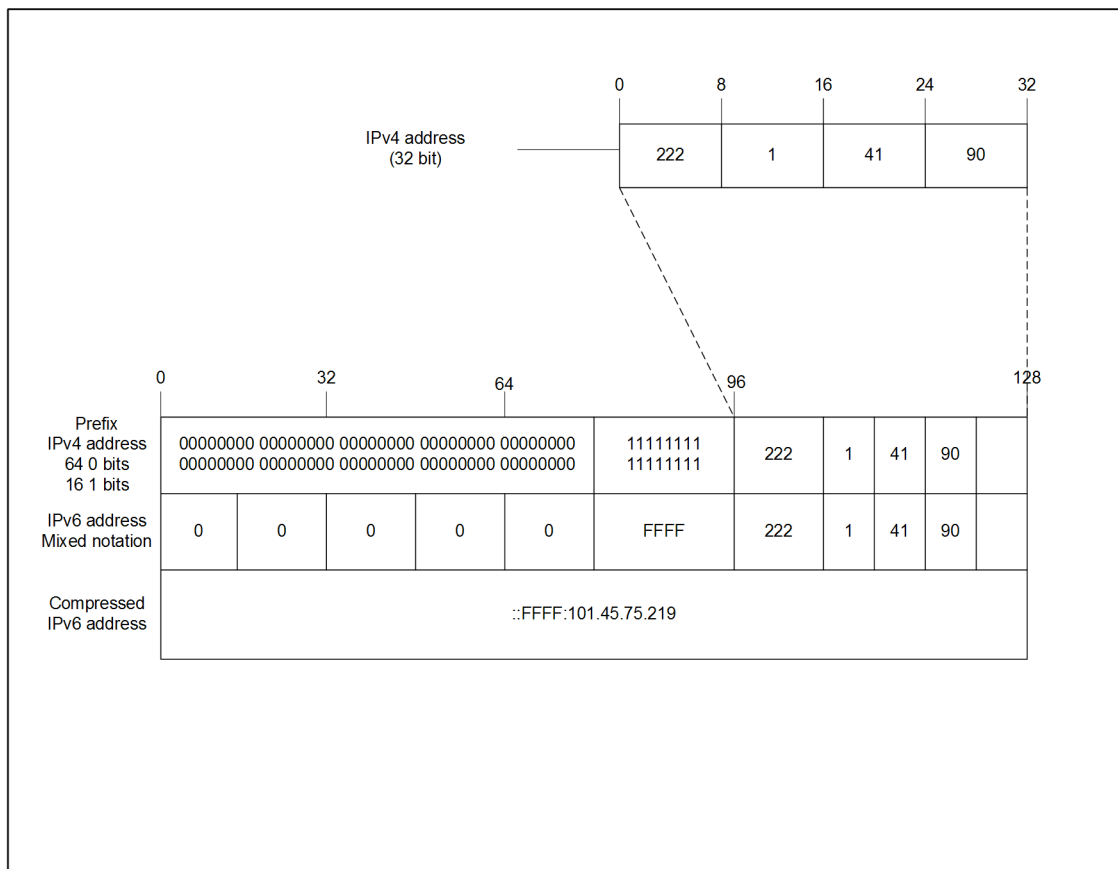 0 8 16 24 32
IPv4 address
(32 bit)
222 1 41 90
0 32 64 96 128
Prefix
IPv4 address
64 0 bits
16 1 bits
00000000 00000000 00000000 00000000 00000000
00000000 00000000 00000000 00000000 00000000
11111111
11111111
222 1 41 90
IPv6 address
Mixed notation
0 0 0 0 0 FFFF 222 1 41 90
Compressed
IPv6 address
::FFFF:101.45.75.219